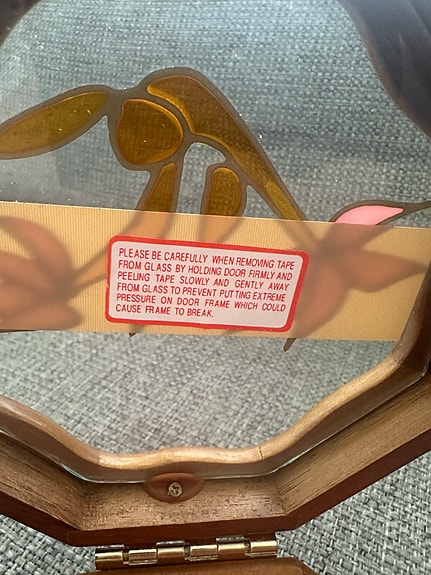 PLEASE BE CAREFULLY WHEN REMOVING TAPE
FROM GLASS BY HOLDING DOOR FIRMLY AND
PEELING TAPE SLOWLY AND GENTLY AWAY
FROM GLASS TO PREVENT PUTTING EXTREME
PRESSURE ON DOOR FRAME WHICH COULD
CAUSE FRAME TO BREAK.